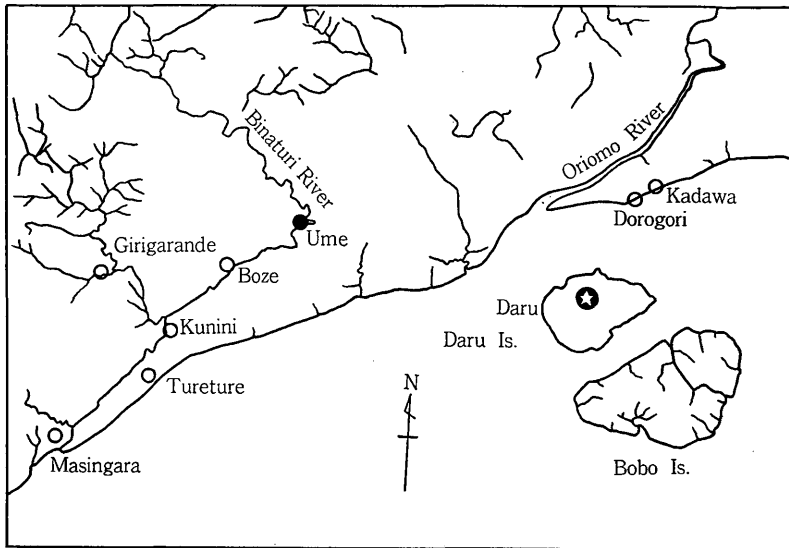 Binaturi River
Oriomo River
Kadawa
Dorogori
Ume
Girigarande
Boze
Daru
Daru Is.
Kunini
Tureture
N
Masingara
Bobo Is.